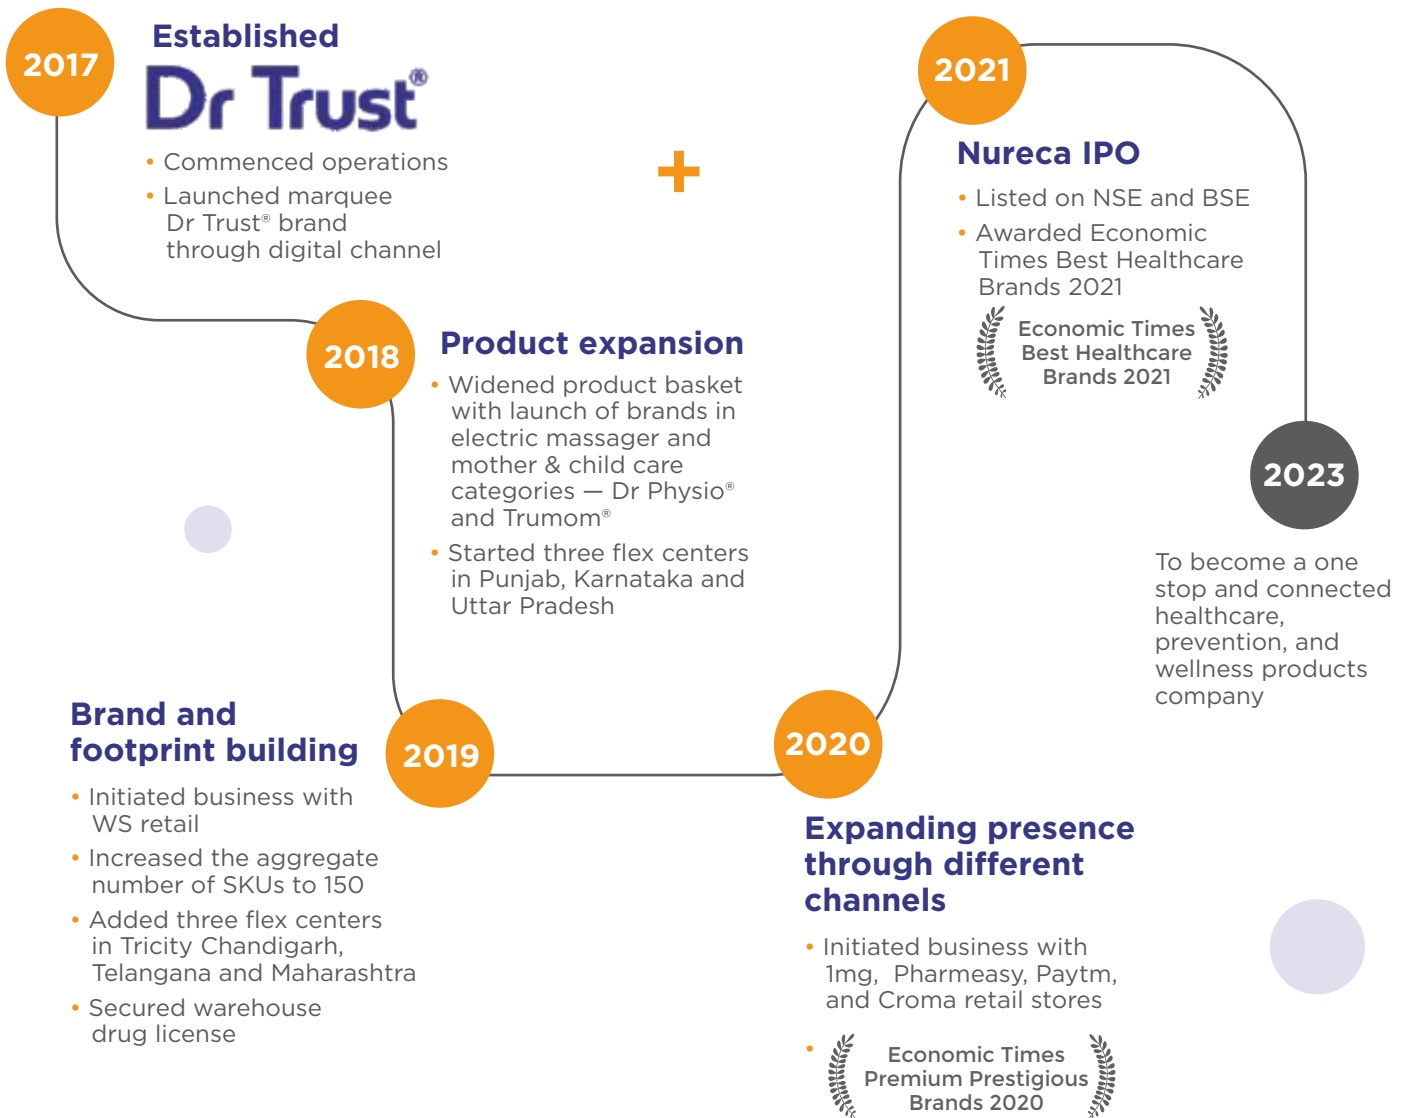 2017
Established
Dr Trust®
• Commenced operations
• Launched marquee
Dr Trust® brand
through digital channel
2018
Product expansion
• Widened product basket
with launch of brands in
electric massager and
mother & child care
categories — Dr Physio®
and Trumom®
• Started three flex centers
in Punjab, Karnataka and
Uttar Pradesh
2019
Brand and
footprint building
• Initiated business with
WS retail
• Increased the aggregate
number of SKUs to 150
• Added three flex centers
in Tricity Chandigarh,
Telangana and Maharashtra
• Secured warehouse
drug license
2020
Expanding presence
through different
channels
• Initiated business with
1mg, Pharmeasy, Paytm,
and Croma retail stores
• Economic Times
Premium Prestigious
Brands 2020
2021
Nureca IPO
• Listed on NSE and BSE
• Awarded Economic
Times Best Healthcare
Brands 2021
Economic Times
Best Healthcare
Brands 2021
2023
To become a one
stop and connected
healthcare,
prevention, and
wellness products
company